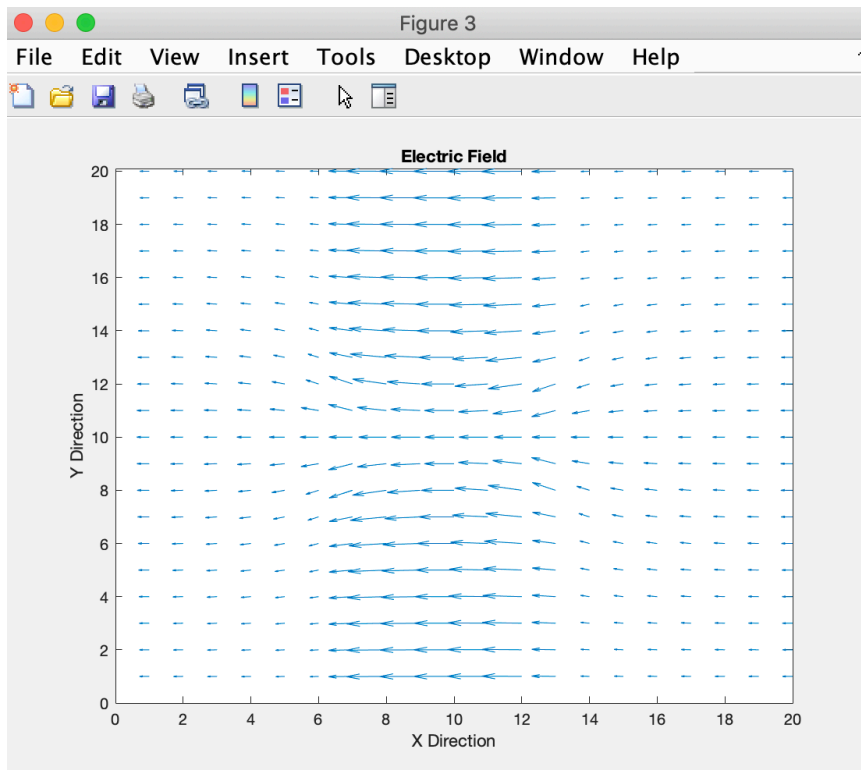 Figure 3
File Edit View Insert Tools Desktop Window Help
Electric Field
20
18
16
14
12
10
8
6
4
2
0
Y Direction
0 2 4 6 8 10 12 14 16 18 20
X Direction